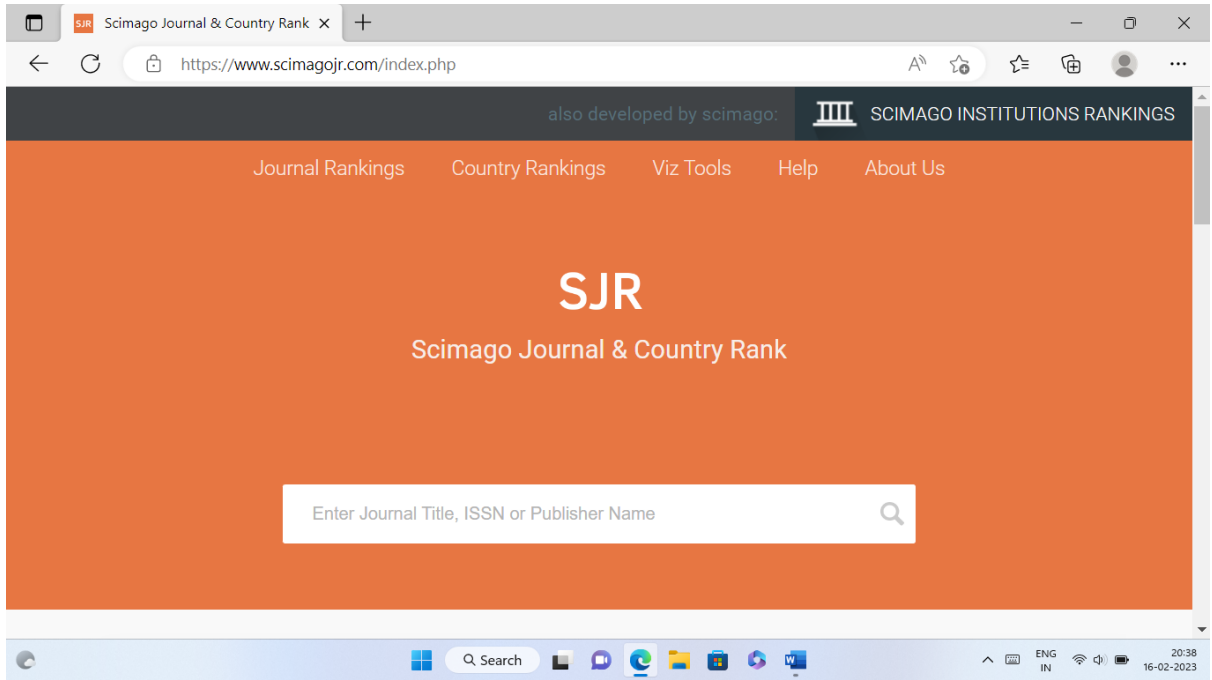 SJR Scimago Journal & Country Rank
https://www.scimagojr.com/index.php
also developed by scimago: SCIMAGO INSTITUTIONS RANKINGS
Journal Rankings Country Rankings Viz Tools Help About Us
SJR
Scimago Journal & Country Rank
Enter Journal Title, ISSN or Publisher Name
Search ENG 20:38
IN 16-02-2023